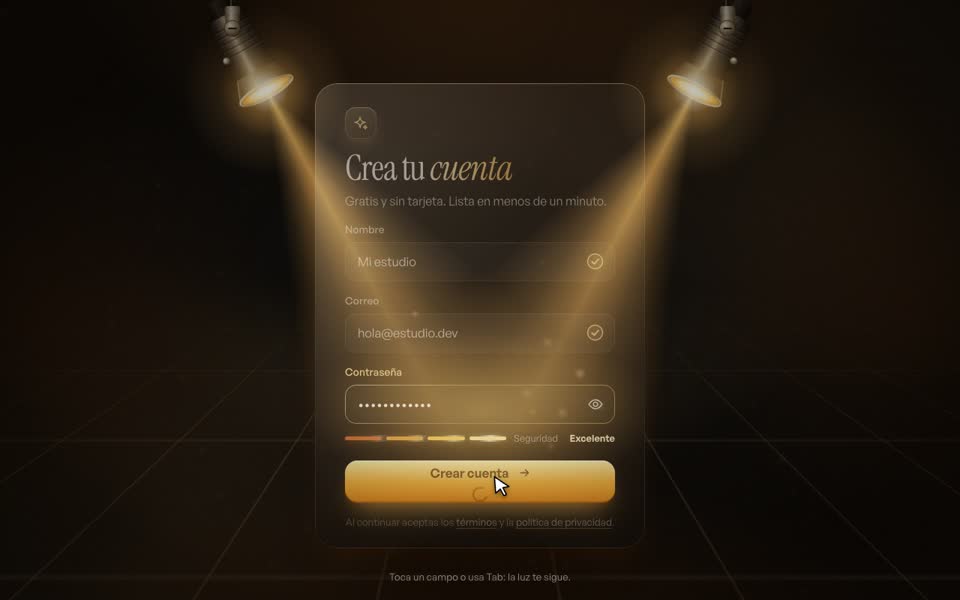 Crea tu cuenta
Gratis y sin tarjeta. Lista en menos de un minuto.
Nombre
Mi estudio
Correo
hola@estudio.dev
Contraseña
••••••••••••
Seguridad Excelente
Crear cuenta →
Al continuar aceptas los términos y la política de privacidad.
Toca un campo o usa Tab: la luz te sigue.